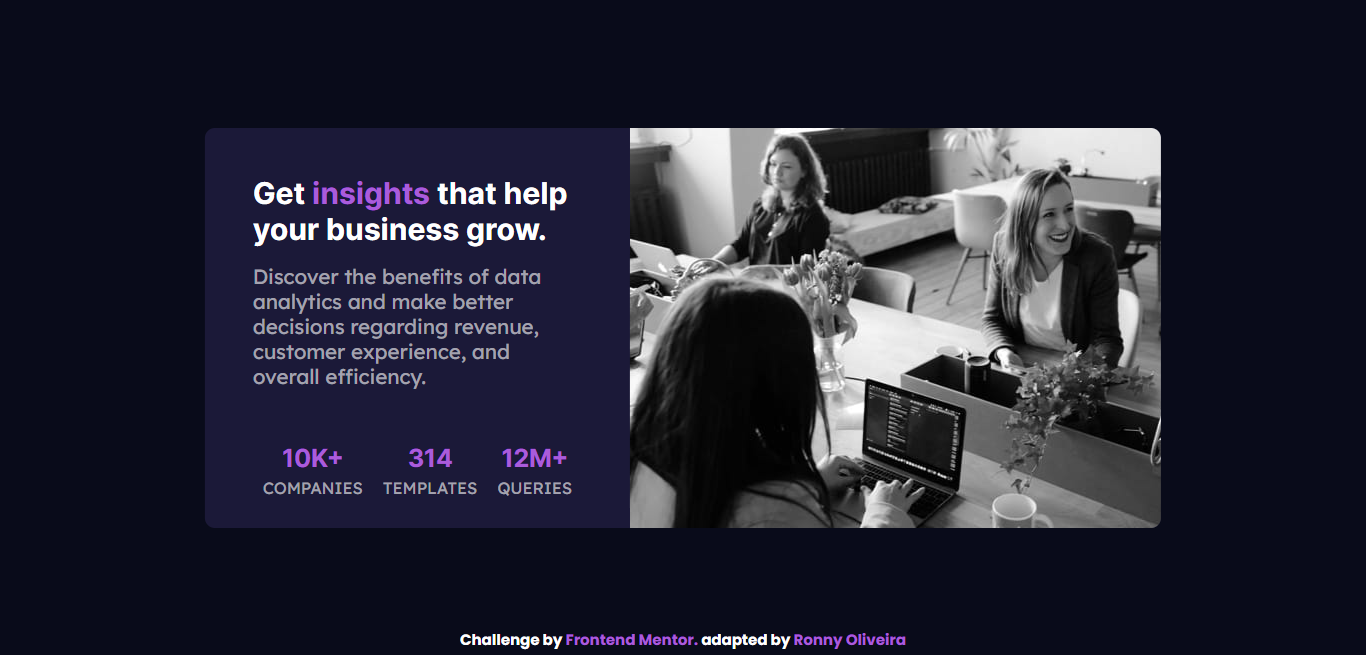 Get insights that help
your business grow.
Discover the benefits of data
analytics and make better
decisions regarding revenue,
customer experience, and
overall efficiency.
10K+ 314 12M+
COMPANIES TEMPLATES QUERIES
Challenge by Frontend Mentor. adapted by Ronny Oliveira